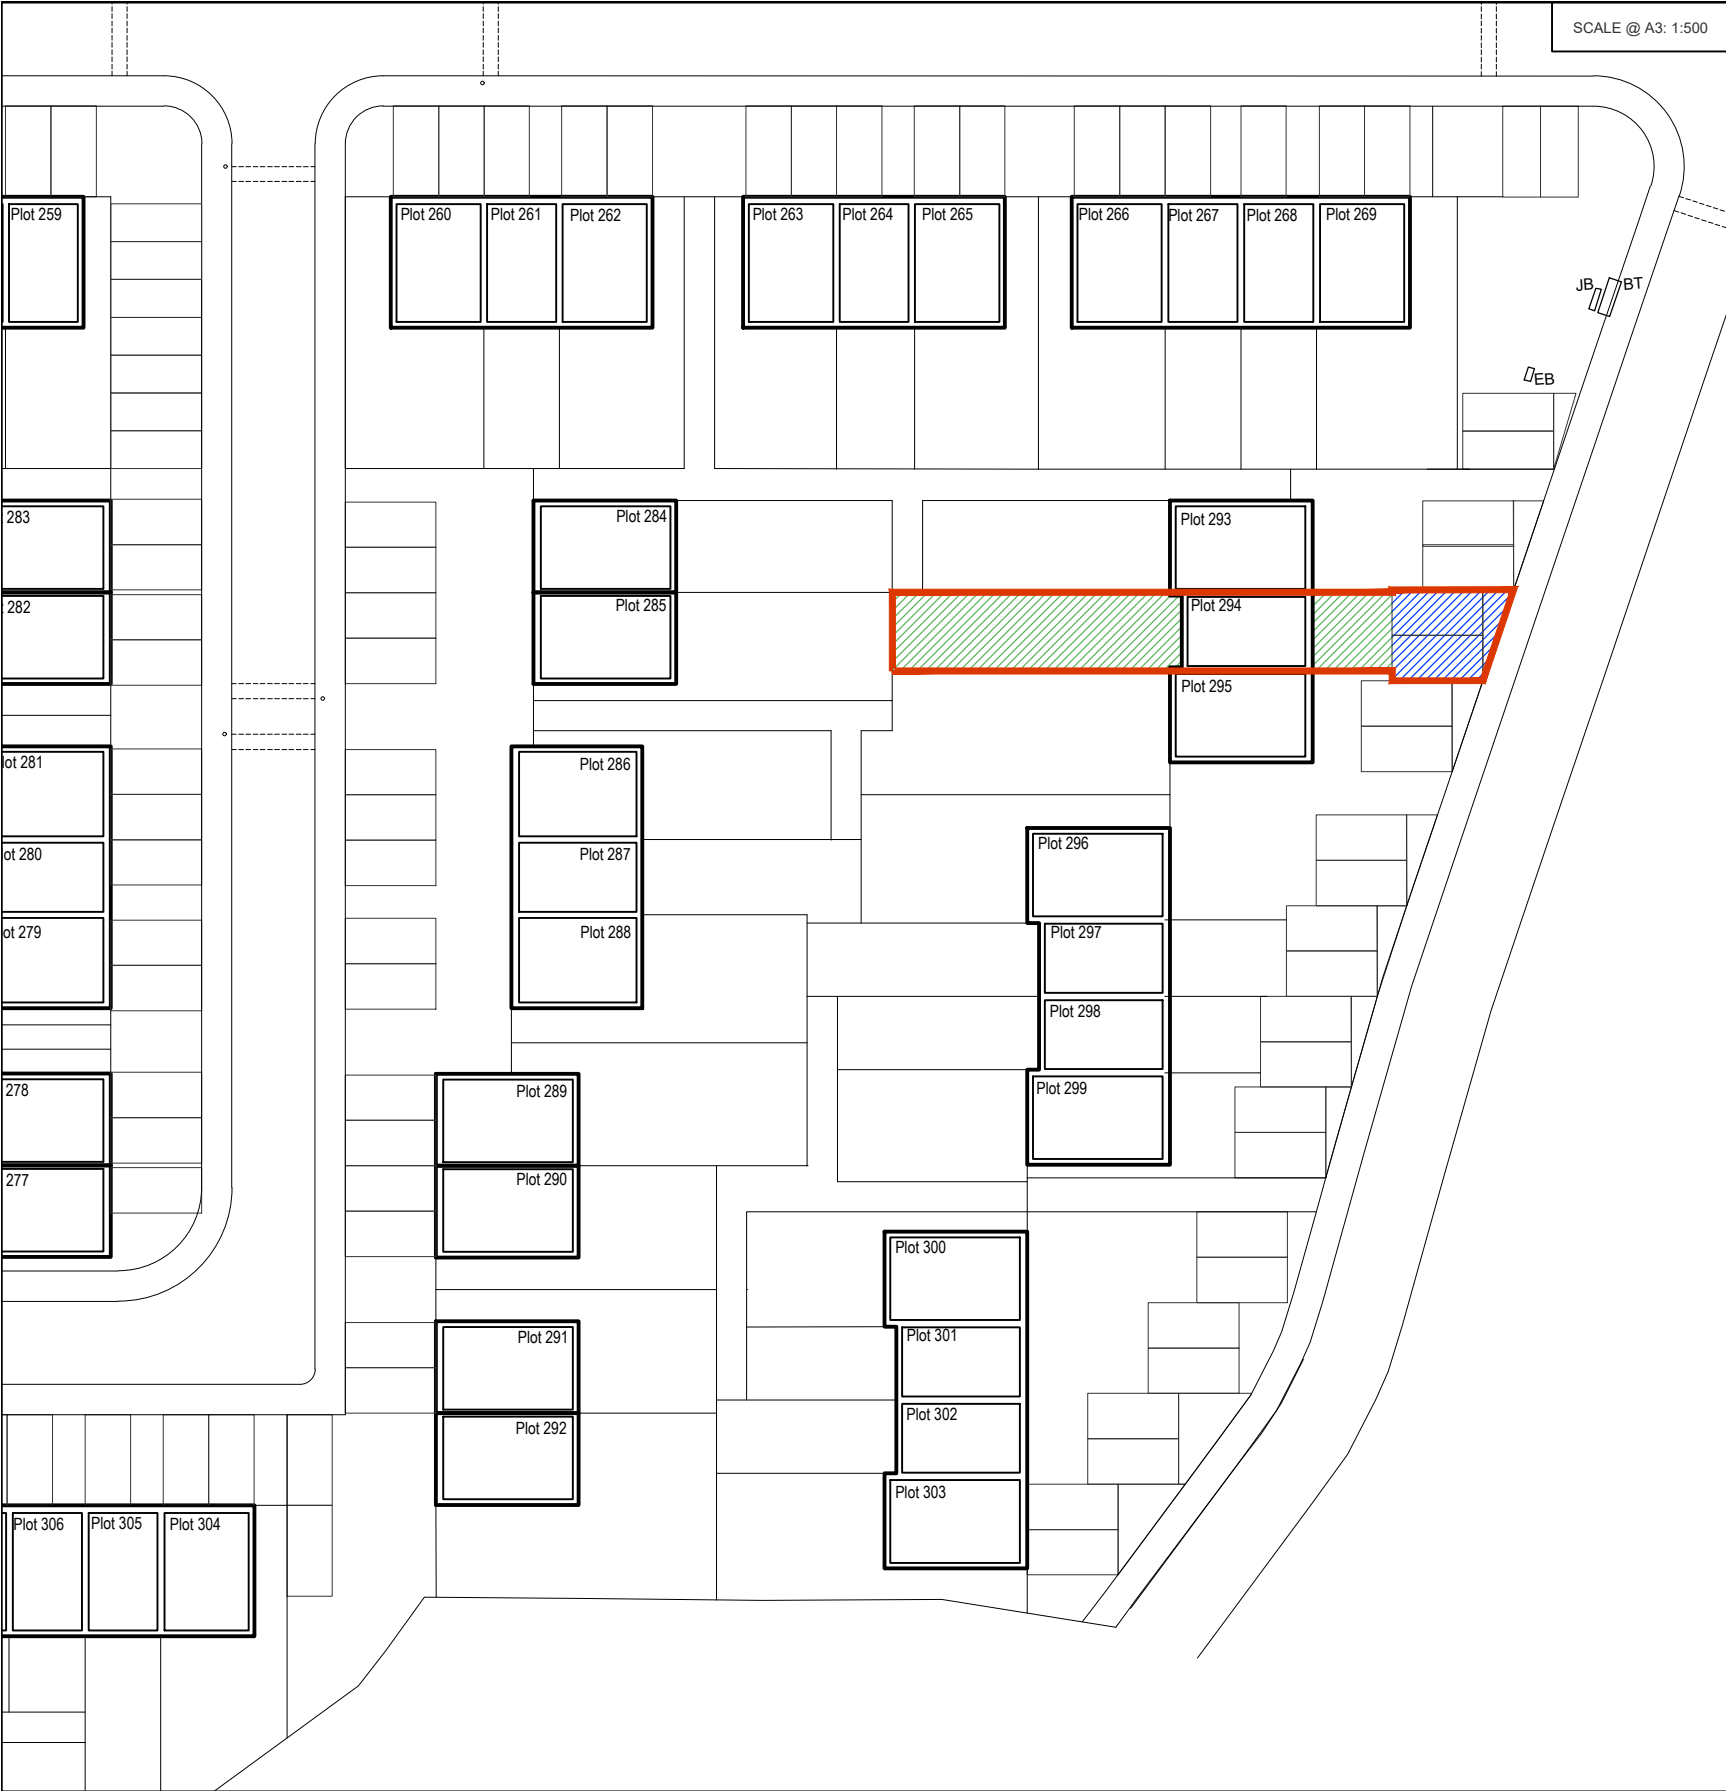 SCALE @ A3: 1:500
Plot 259
Plot 260
Plot 261
Plot 262
Plot 263
Plot 264
Plot 265
Plot 266
Plot 267
Plot 268
Plot 269
JB
BT
EB
283
Plot 284
Plot 293
282
Plot 285
Plot 294
Plot 295
lot 281
Plot 286
ot 280
Plot 287
Plot 296
ot 279
Plot 288
Plot 297
Plot 298
278
Plot 289
Plot 299
277
Plot 290
Plot 300
Plot 291
Plot 301
Plot 292
Plot 302
Plot 303
Plot 306
Plot 305
Plot 304